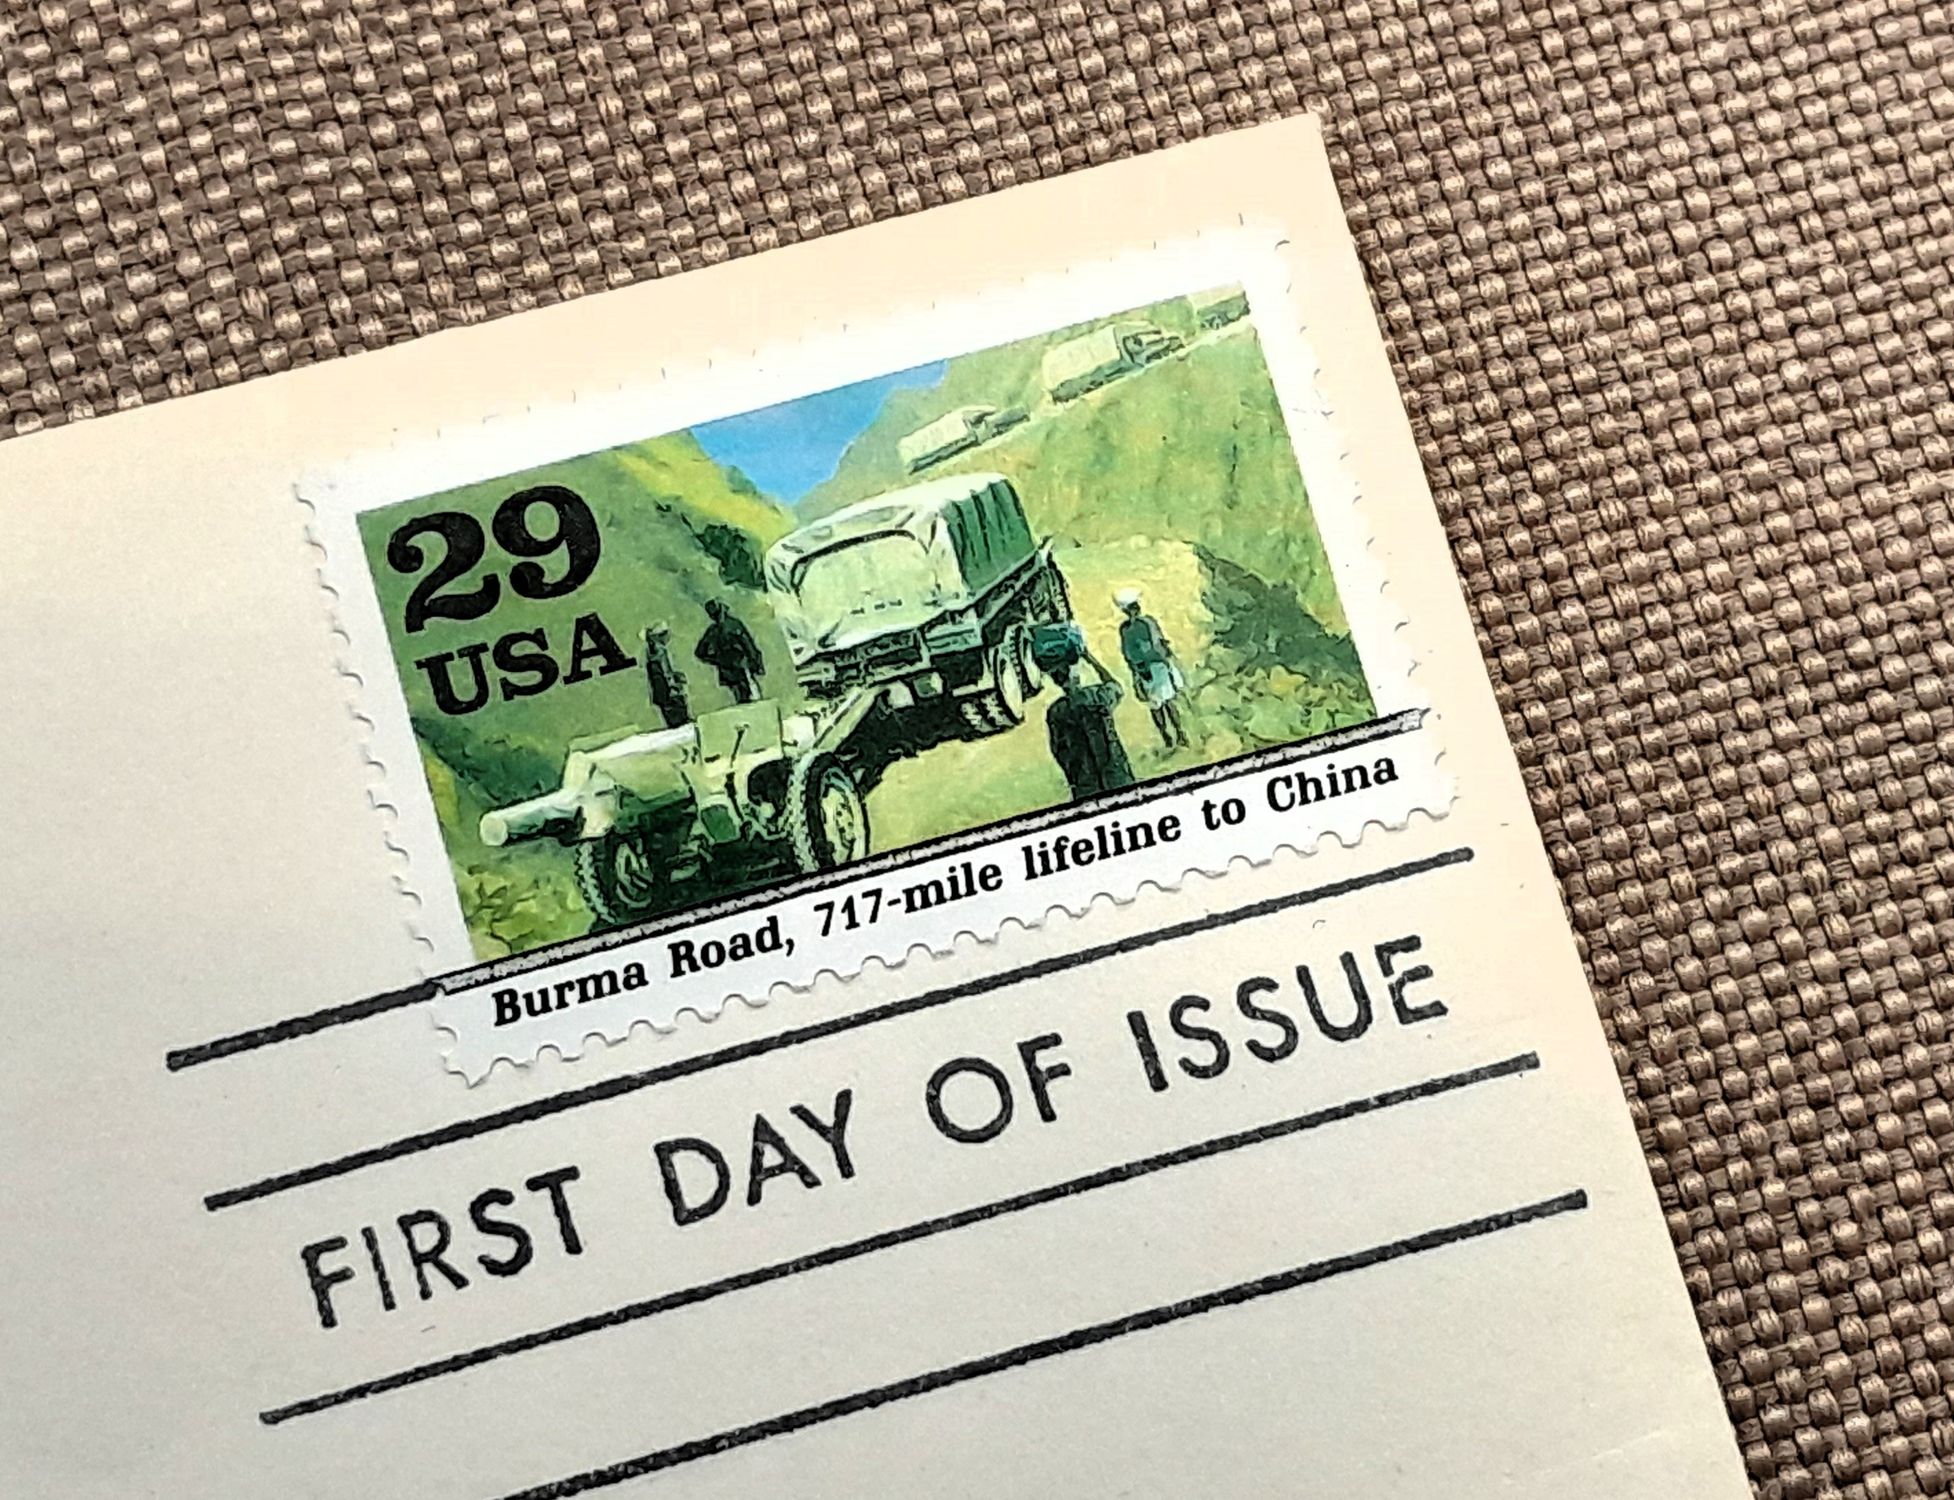 29
USA
Burma Road, 717-mile lifeline to China
FIRST DAY OF ISSUE